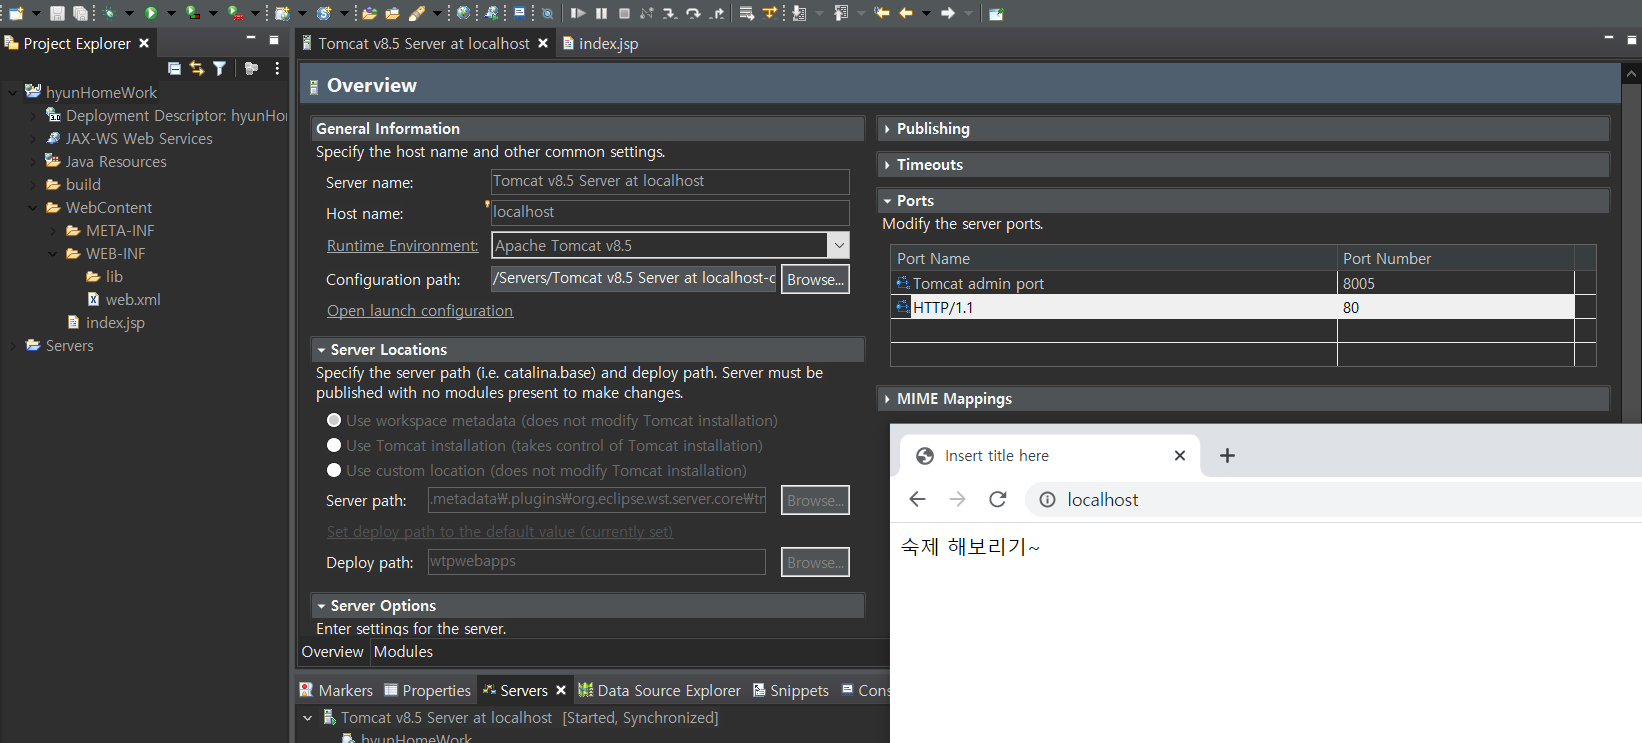 Project Explorer
hyunHomeWork
Deployment Descriptor: hyunHo
JAX-WS Web Services
Java Resources
build
WebContent
META-INF
WEB-INF
lib
web.xml
index.jsp
Servers
Tomcat v8.5 Server at localhost
index.jsp
Overview
General Information
Specify the host name and other common settings.
Server name: Tomcat v8.5 Server at localhost
Host name: localhost
Runtime Environment: Apache Tomcat v8.5
Configuration path: /Servers/Tomcat v8.5 Server at localhost-c Browse...
Open launch configuration
Server Locations
Specify the server path (i.e. catalina.base) and deploy path. Server must be
published with no modules present to make changes.
Use workspace metadata (does not modify Tomcat installation)
Use Tomcat installation (takes control of Tomcat installation)
Use custom location (does not modify Tomcat installation)
Server path: .metadata₩.plugins₩org.eclipse.wst.server.core₩tm Browse...
Set deploy path to the default value (currently set)
Deploy path: wtpwebapps Browse...
Server Options
Enter settings for the server.
Overview Modules
Publishing
Timeouts
Ports
Modify the server ports.
Port Name Port Number
Tomcat admin port 8005
HTTP/1.1 80
MIME Mappings
Markers Properties Servers Data Source Explorer Snippets Cons
Tomcat v8.5 Server at localhost [Started, Synchronized]
hyunHomeWork
Insert title here
localhost
숙제 해보리기~